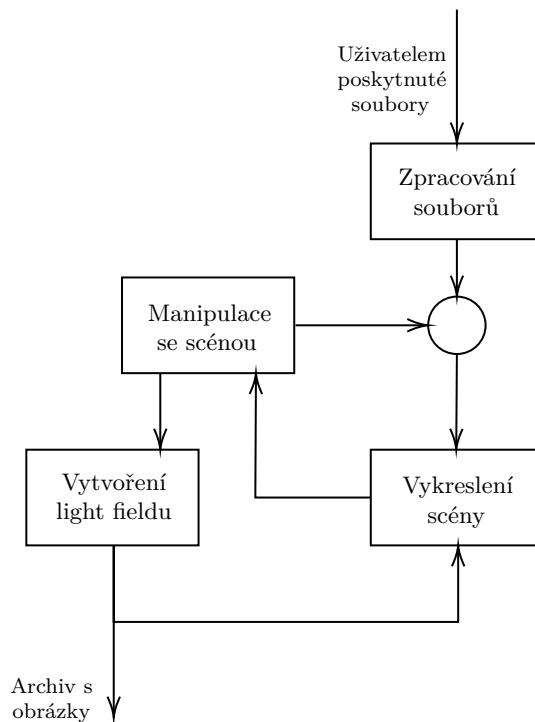 Uživatelem
poskytnuté
soubory
Zpracování
souborů
Manipulace
se scénou
Vytvoření
light fieldu
Vykreslení
scény
Archiv s
obrázky